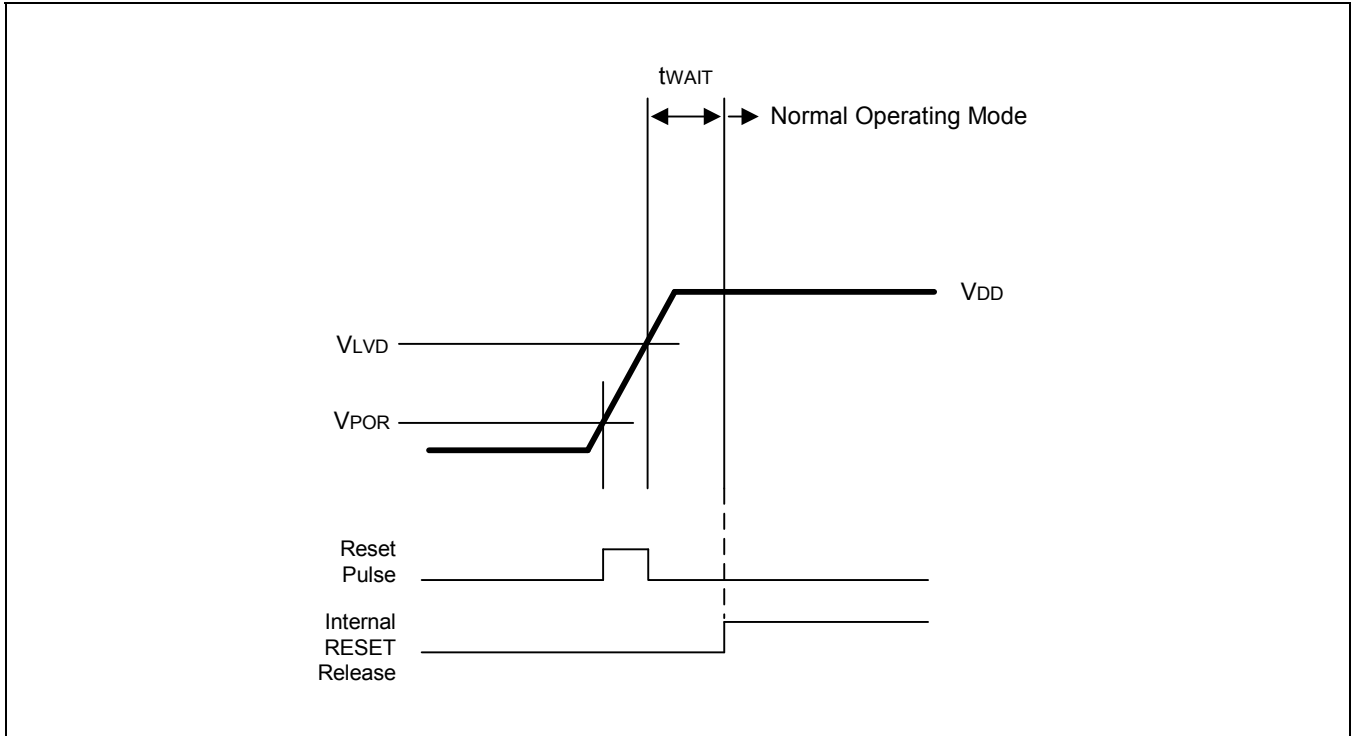 tWAIT
Normal Operating Mode
VDD
VLVD
VPOR
Reset
Pulse
Internal
RESET
Release